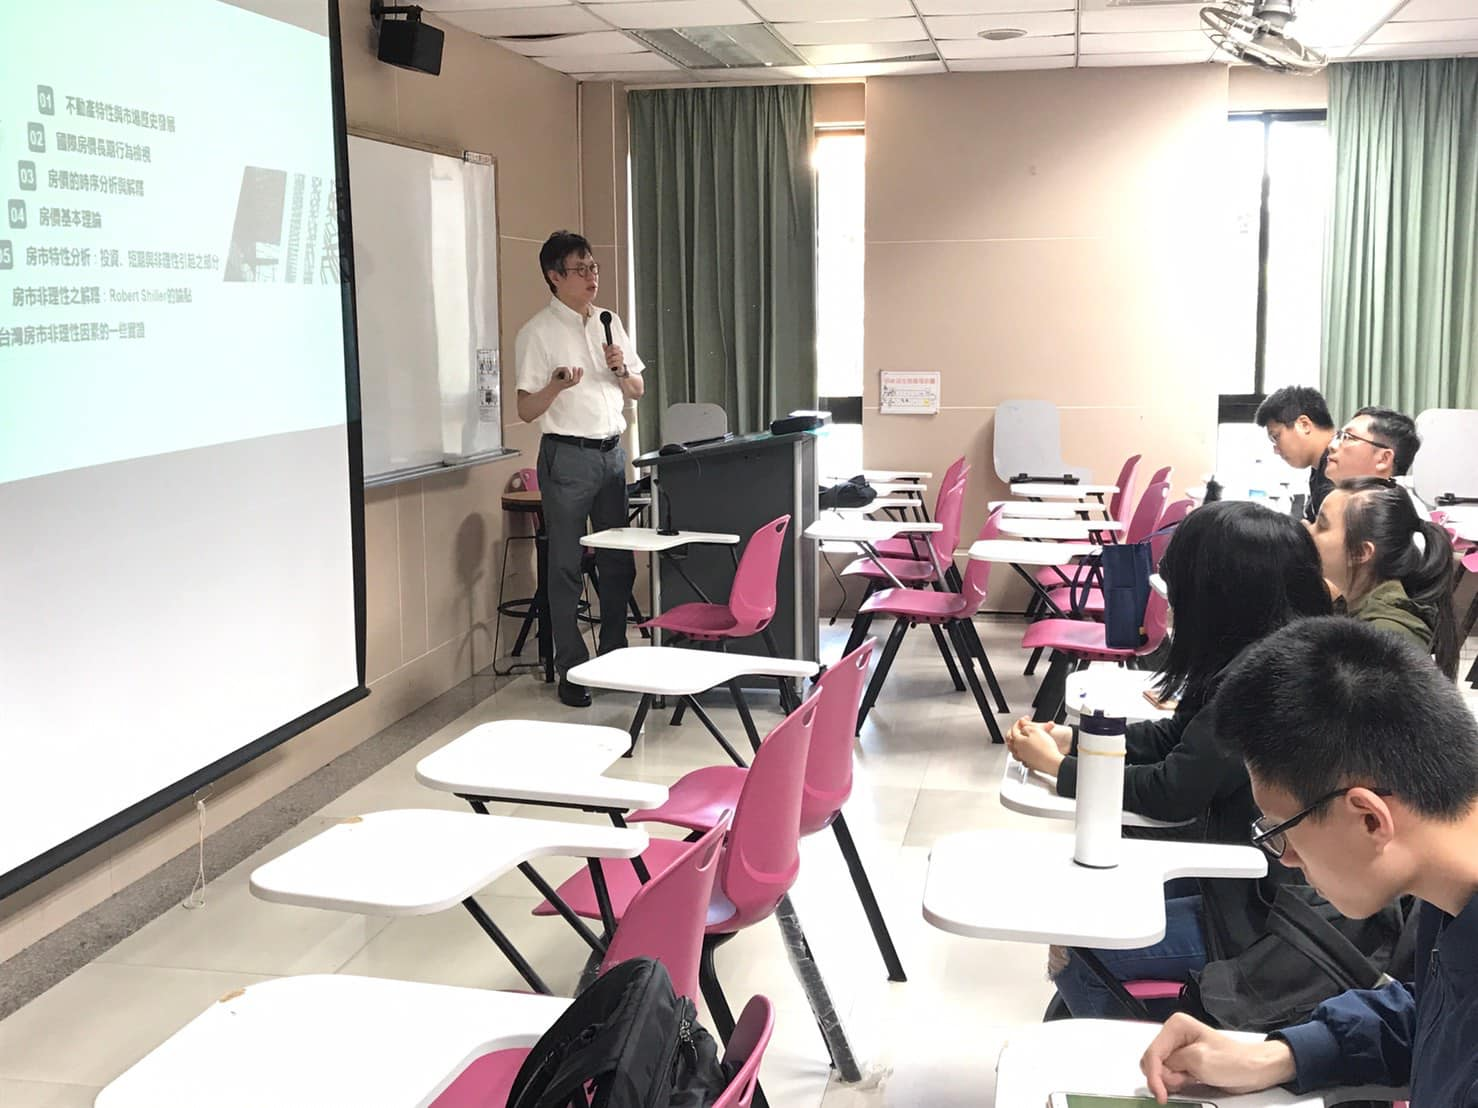 01 不動產特性與市場歷史發展
02 國際房價長期行為檢視
03 房價的時序分析與解釋
04 房價基本理論
05 房市特性分析：投資、短期與非理性引起之部分
房市非理性之解釋：Robert Shiller的論點
台灣房市非理性因素的一些實證